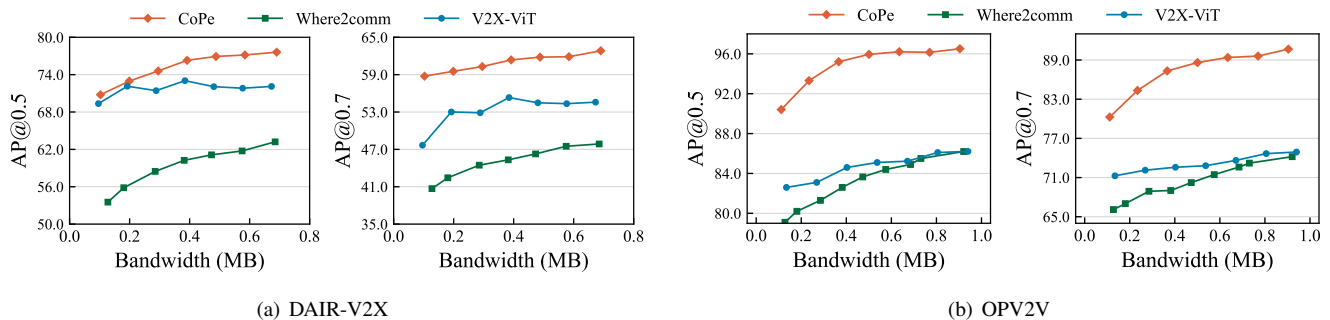 CoPe Where2comm V2X-ViT
80.0
74.0
68.0
62.0
56.0
50.0
AP@0.5
0.0 0.2 0.4 0.6 0.8
Bandwidth (MB)
65.0
59.0
53.0
47.0
41.0
35.0
AP@0.7
0.0 0.2 0.4 0.6 0.8
Bandwidth (MB)
(a) DAIR-V2X
CoPe Where2comm V2X-ViT
96.0
92.0
88.0
84.0
80.0
AP@0.5
0.0 0.2 0.4 0.6 0.8 1.0
Bandwidth (MB)
89.0
83.0
77.0
71.0
65.0
AP@0.7
0.0 0.2 0.4 0.6 0.8 1.0
Bandwidth (MB)
(b) OPV2V